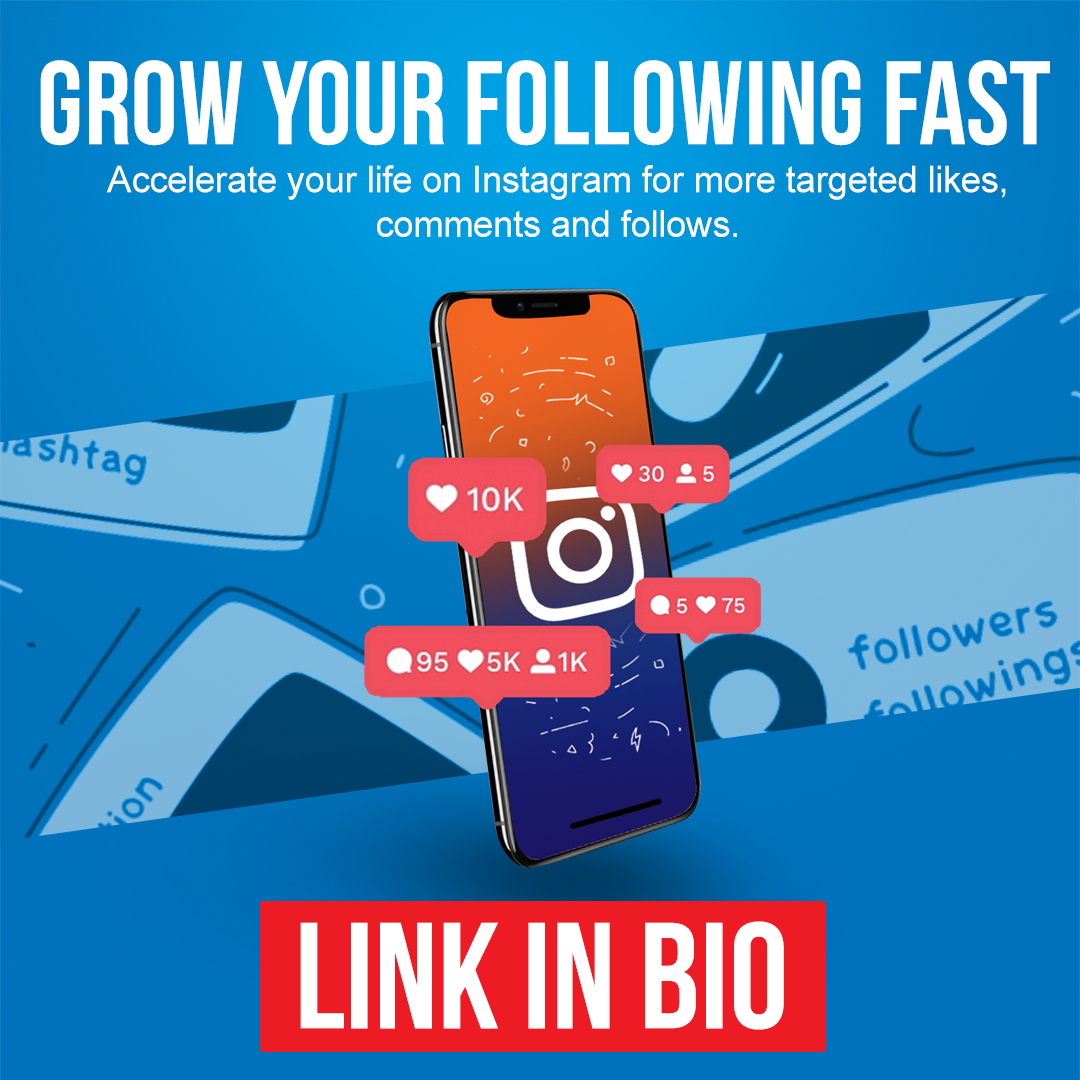 GROW YOUR FOLLOWING FAST
Accelerate your life on Instagram for more targeted likes,
comments and follows.
hashtag
10K
30 5
5 75
95 5K 1K
followers
followings
tion
LINK IN BIO